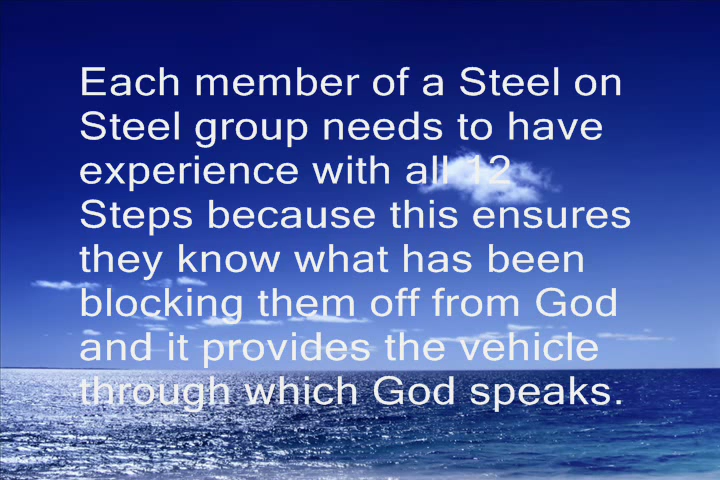 Each member of a Steel on
Steel group needs to have
experience with all 12
Steps because this ensures
they know what has been
blocking them off from God
and it provides the vehicle
through which God speaks.